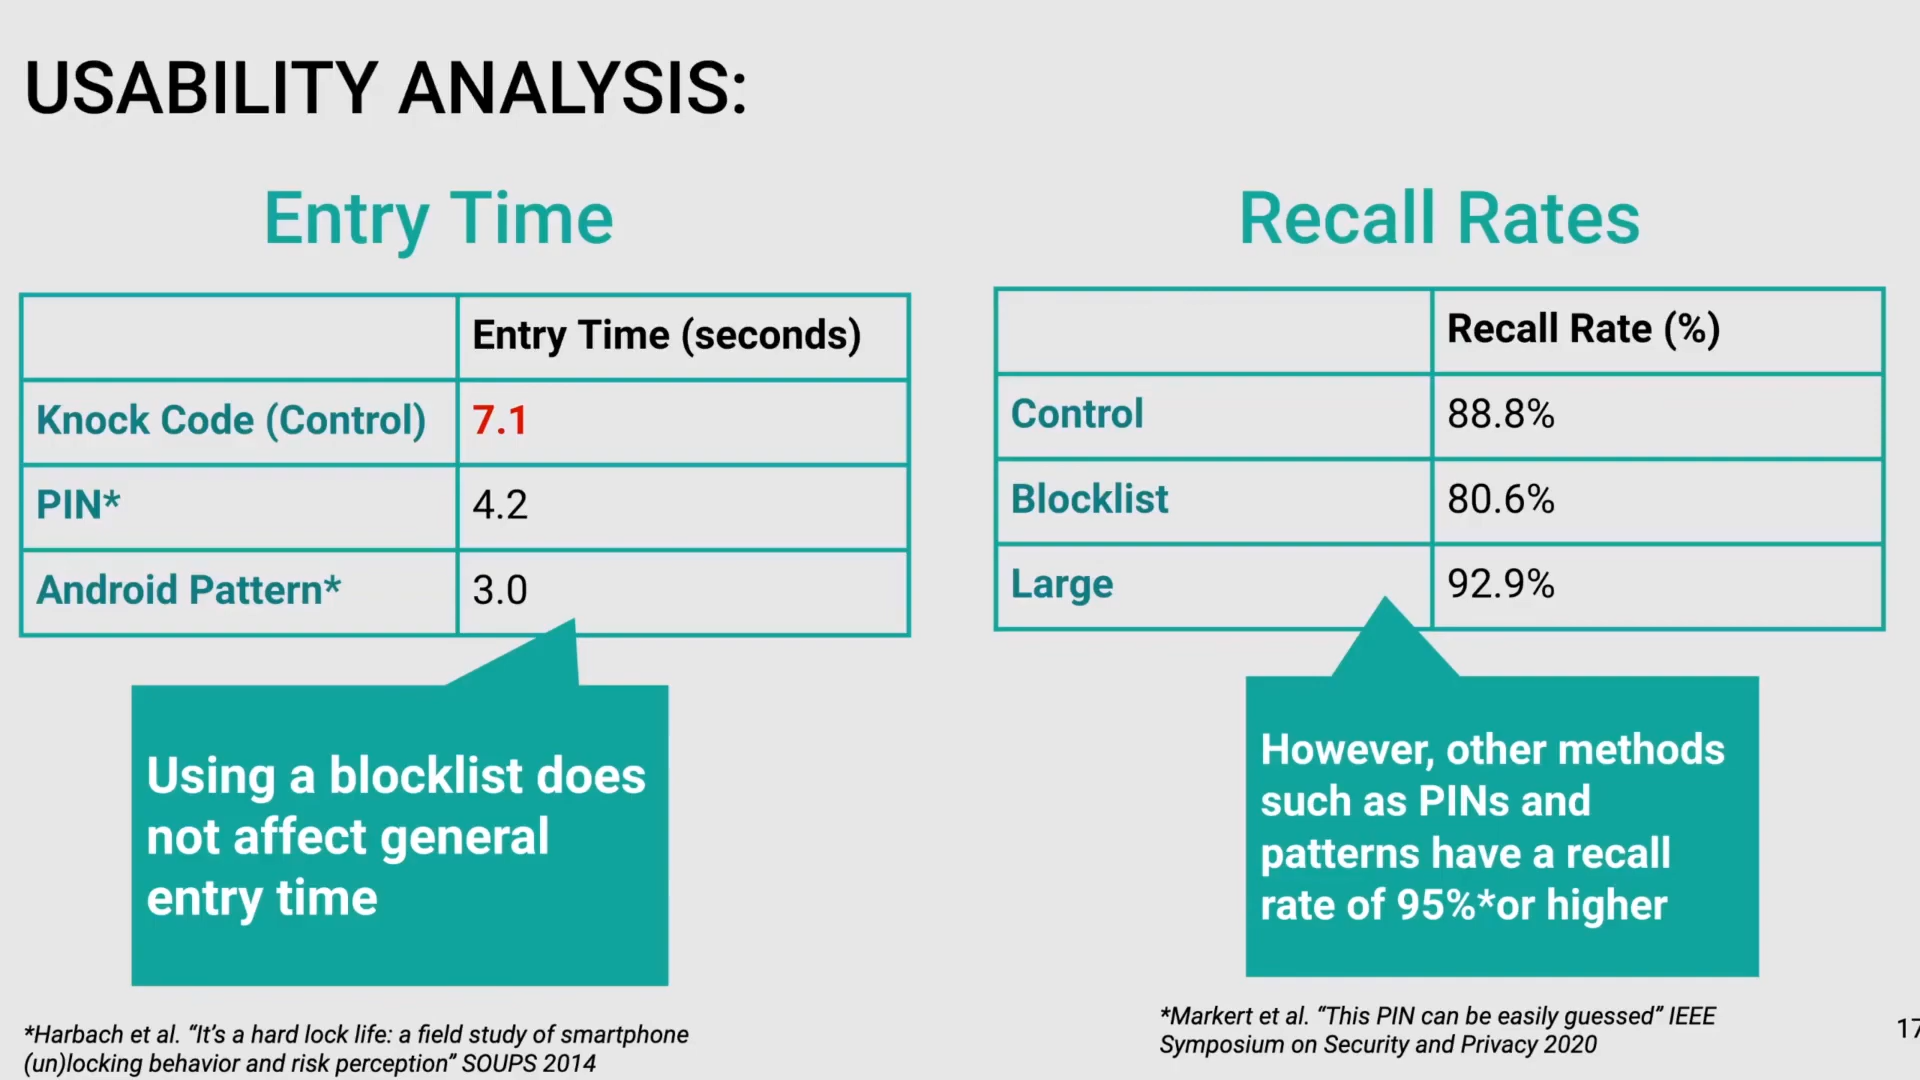 USABILITY ANALYSIS:
Entry Time
Entry Time (seconds)
Knock Code (Control) 7.1
PIN* 4.2
Android Pattern* 3.0
Using a blocklist does
not affect general
entry time
*Harbach et al. “It’s a hard lock life: a field study of smartphone
(un)locking behavior and risk perception” SOUPS 2014
Recall Rates
Recall Rate (%)
Control 88.8%
Blocklist 80.6%
Large 92.9%
However, other methods
such as PINs and
patterns have a recall
rate of 95%*or higher
*Markert et al. “This PIN can be easily guessed” IEEE
Symposium on Security and Privacy 2020
17